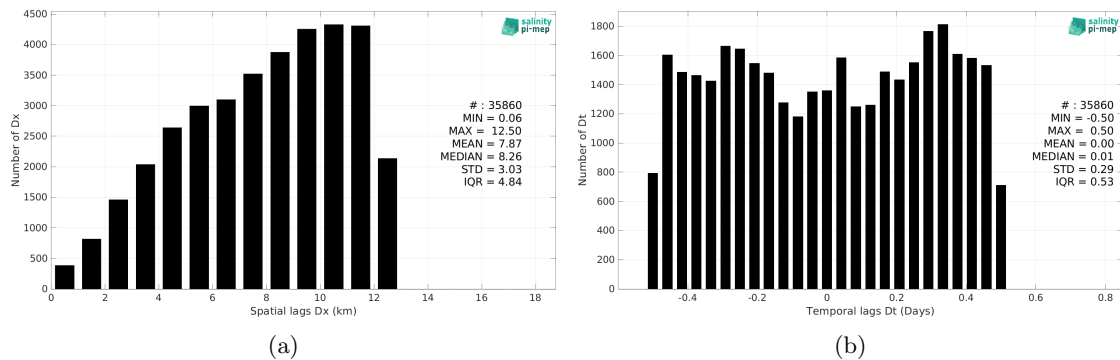 4500
4000
3500
3000
2500
2000
1500
1000
500
0
Number of Dx
0 2 4 6 8 10 12 14 16 18
Spatial lags Dx (km)
salinity
pi-mep
# : 35860
MIN = 0.06
MAX = 12.50
MEAN = 7.87
MEDIAN = 8.26
STD = 3.03
IQR = 4.84
(a)
1800
1600
1400
1200
1000
800
600
400
200
0
Number of Dt
-0.4 -0.2 0 0.2 0.4 0.6 0.8
Temporal lags Dt (Days)
salinity
pi-mep
# : 35860
MIN = -0.50
MAX = 0.50
MEAN = 0.00
MEDIAN = 0.01
STD = 0.29
IQR = 0.53
(b)